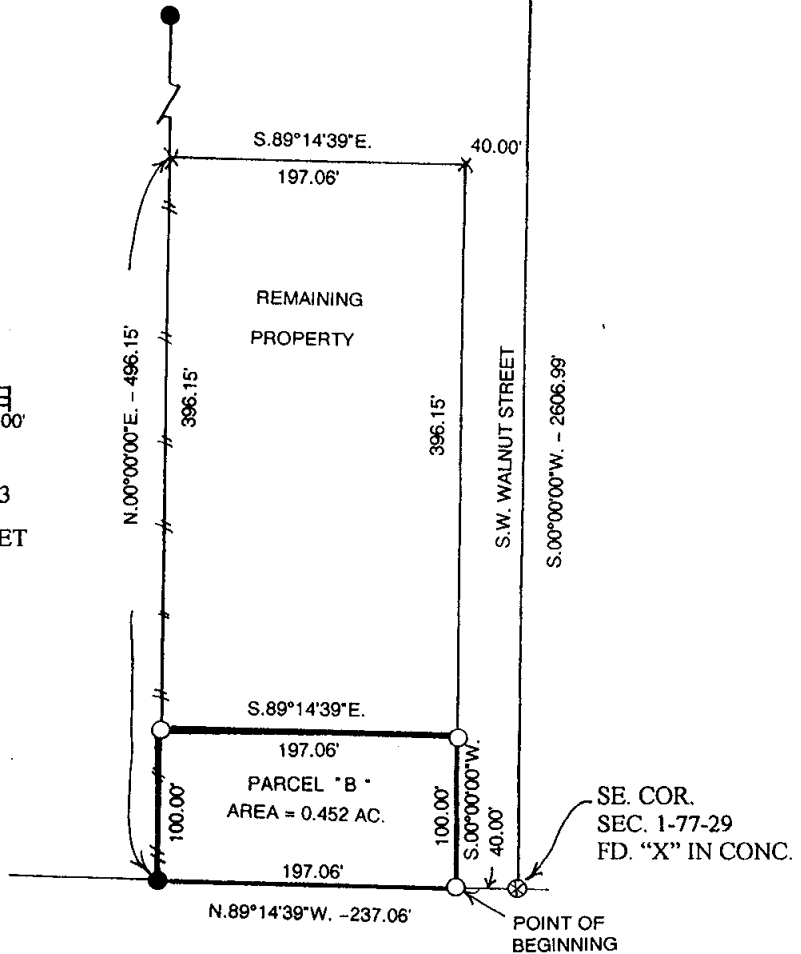 S.89°14'39"E.
40.00'
197.06'
REMAINING
PROPERTY
N.00°00'00"E. - 496.15'
396.15'
396.15'
S.W. WALNUT STREET
S.00°00'00"W. - 2606.99'
00'
3
ET
S.89°14'39"E.
197.06'
PARCEL "B"
AREA = 0.452 AC.
100.00'
100.00'
S.00°00'00"W.
40.00'
197.06'
N.89°14'39"W. -237.06'
SE. COR.
SEC. 1-77-29
FD. "X" IN CONC.
POINT OF
BEGINNING